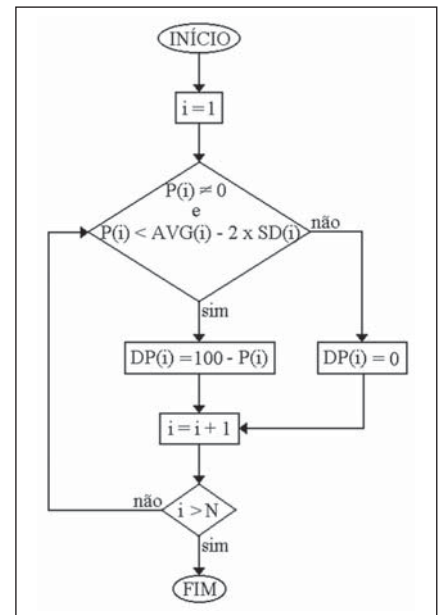 INÍCIO
i = 1
P(i) ≠ 0
e
P(i) < AVG(i) - 2 x SD(i)
não
sim
DP(i) = 100 - P(i)
DP(i) = 0
i = i + 1
não
i > N
sim
FIM